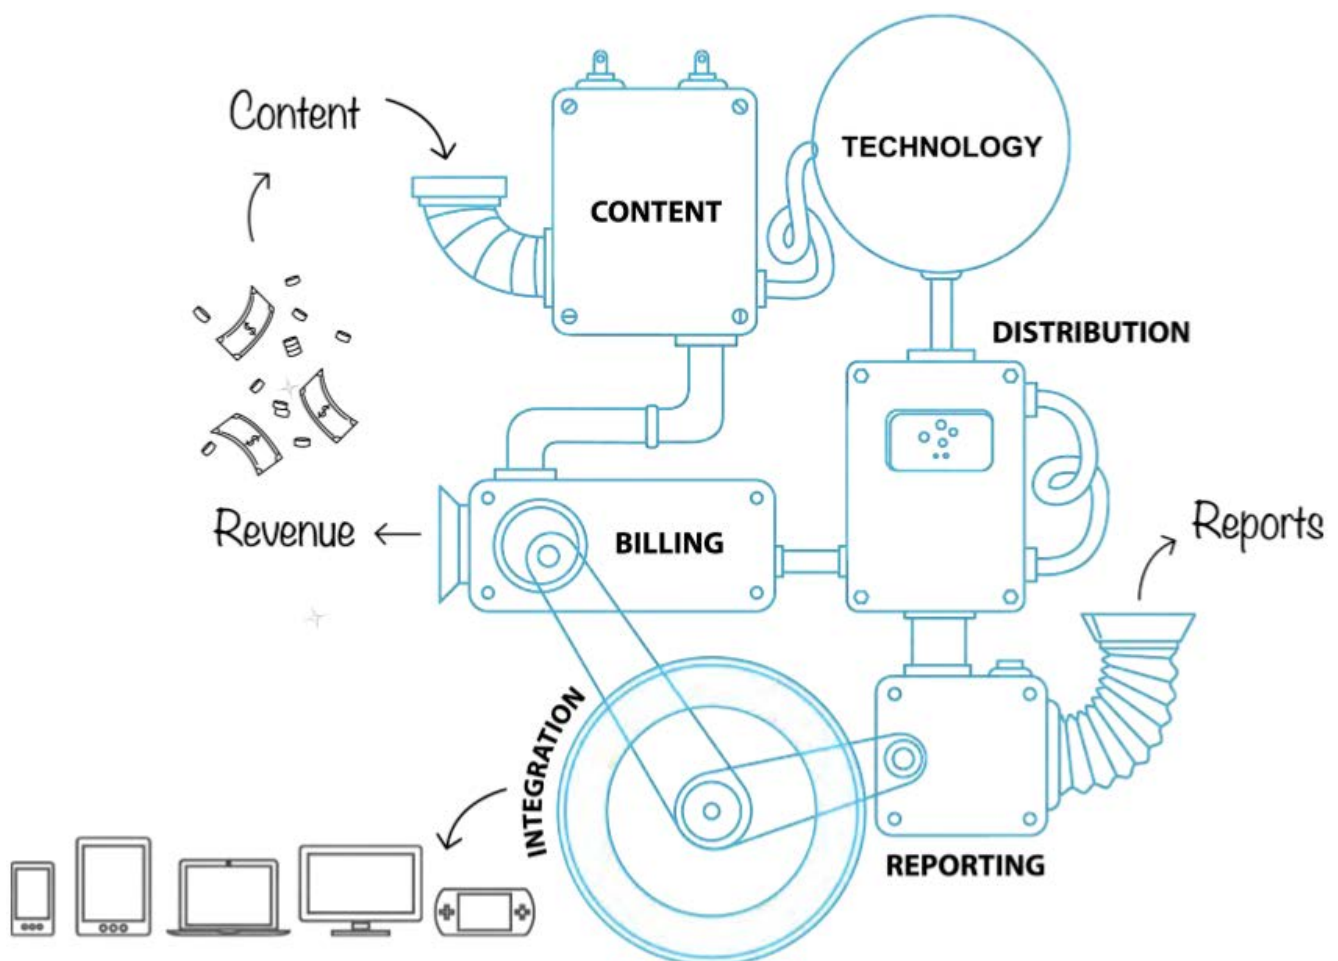 Content
TECHNOLOGY
CONTENT
DISTRIBUTION
Revenue
BILLING
Reports
INTEGRATION
REPORTING